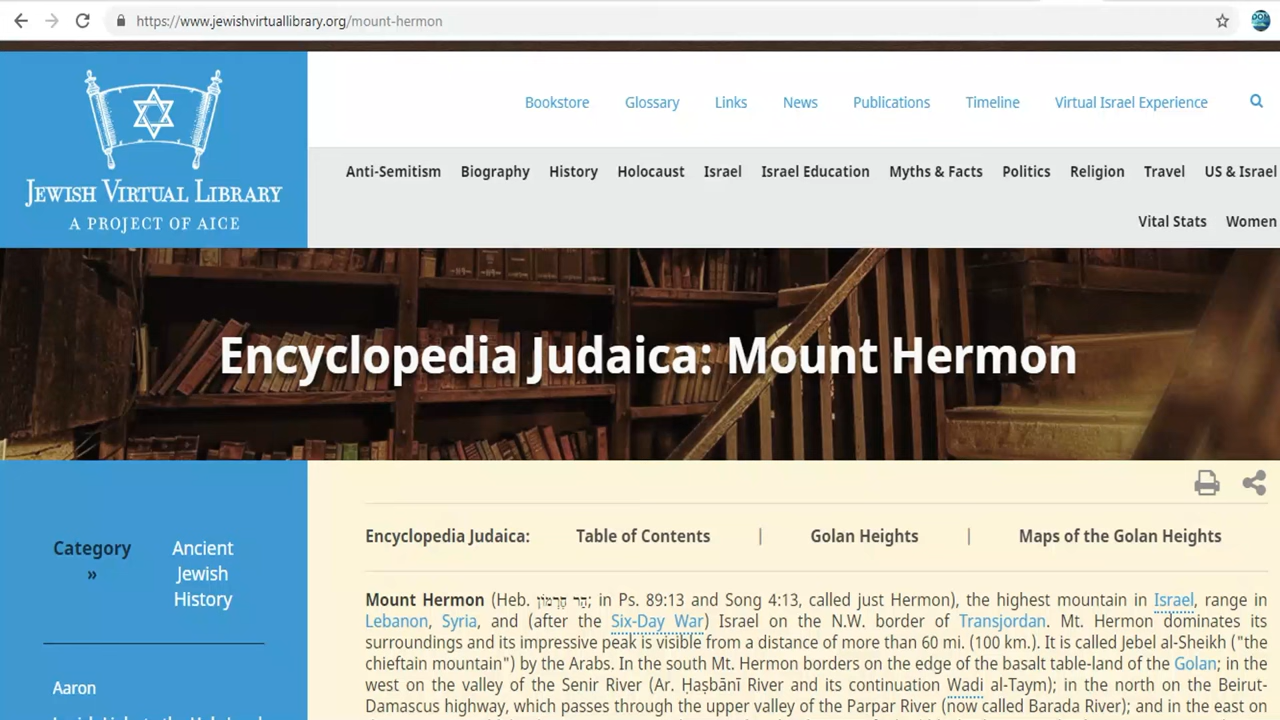 https://www.jewishvirtuallibrary.org/mount-hermon
JEWISH VIRTUAL LIBRARY
A PROJECT OF AICE
Bookstore Glossary Links News Publications Timeline Virtual Israel Experience
Anti-Semitism Biography History Holocaust Israel Israel Education Myths & Facts Politics Religion Travel US & Israel
Vital Stats Women
Encyclopedia Judaica: Mount Hermon
Category »
Ancient
Jewish
History
Aaron
Encyclopedia Judaica: Table of Contents | Golan Heights | Maps of the Golan Heights
Mount Hermon (Heb. הַר חֶרְמוֹן; in Ps. 89:13 and Song 4:13, called just Hermon), the highest mountain in Israel, range in
Lebanon, Syria, and (after the Six-Day War) Israel on the N.W. border of Transjordan. Mt. Hermon dominates its
surroundings and its impressive peak is visible from a distance of more than 60 mi. (100 km.). It is called Jebel al-Sheikh ("the
chieftain mountain") by the Arabs. In the south Mt. Hermon borders on the edge of the basalt table-land of the Golan; in the
west on the valley of the Senir River (Ar. Ḥaṣbānī River and its continuation Wadi al-Taym); in the north on the Beirut-
Damascus highway, which passes through the upper valley of the Parpar River (now called Barada River); and in the east on